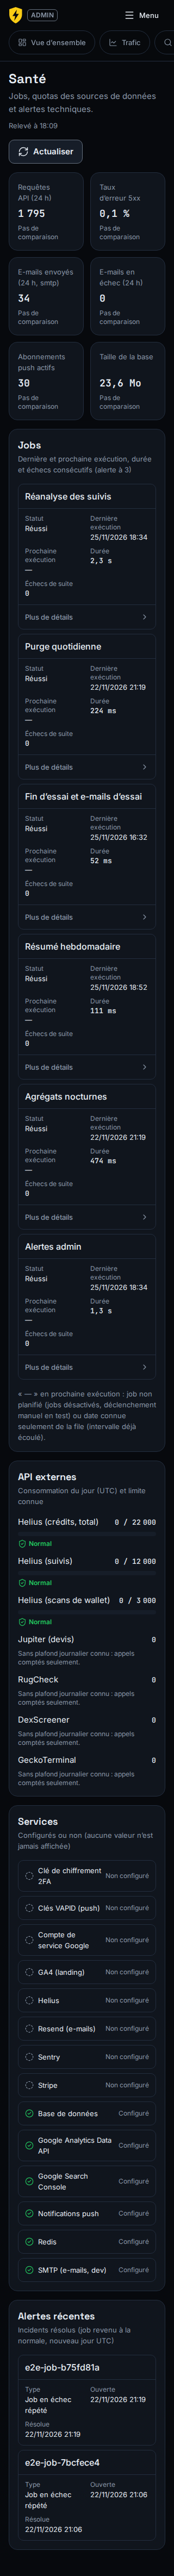 ADMIN
Menu
Vue d'ensemble
Trafic
Santé
Jobs, quotas des sources de données
et alertes techniques.
Relevé à 18:09
Actualiser
Requêtes
API (24 h)
1 795
Pas de
comparaison
Taux
d'erreur 5xx
0,1 %
Pas de
comparaison
E-mails envoyés
(24 h, smtp)
34
Pas de
comparaison
E-mails en
échec (24 h)
0
Pas de
comparaison
Abonnements
push actifs
30
Pas de
comparaison
Taille de la base
23,6 Mo
Pas de
comparaison
Jobs
Dernière et prochaine exécution, durée
et échecs consécutifs (alerte à 3)
Réanalyse des suivis
Statut
Réussi
Dernière
exécution
25/11/2026 18:34
Prochaine
exécution
—
Durée
2,3 s
Échecs de suite
0
Plus de détails
Purge quotidienne
Statut
Réussi
Dernière
exécution
22/11/2026 21:19
Prochaine
exécution
—
Durée
224 ms
Échecs de suite
0
Plus de détails
Fin d'essai et e-mails d'essai
Statut
Réussi
Dernière
exécution
25/11/2026 16:32
Prochaine
exécution
—
Durée
52 ms
Échecs de suite
0
Plus de détails
Résumé hebdomadaire
Statut
Réussi
Dernière
exécution
25/11/2026 18:52
Prochaine
exécution
—
Durée
111 ms
Échecs de suite
0
Plus de détails
Agrégats nocturnes
Statut
Réussi
Dernière
exécution
22/11/2026 21:19
Prochaine
exécution
—
Durée
474 ms
Échecs de suite
0
Plus de détails
Alertes admin
Statut
Réussi
Dernière
exécution
25/11/2026 18:34
Prochaine
exécution
—
Durée
1,3 s
Échecs de suite
0
Plus de détails
« — » en prochaine exécution : job non
planifié (jobs désactivés, déclenchement
manuel en test) ou date connue
seulement de la file (intervalle déjà
écoulé).
API externes
Consommation du jour (UTC) et limite
connue
Helius (crédits, total) 0 / 22 000
Normal
Helius (suivis) 0 / 12 000
Normal
Helius (scans de wallet) 0 / 3 000
Normal
Jupiter (devis) 0
Sans plafond journalier connu : appels
comptés seulement.
RugCheck 0
Sans plafond journalier connu : appels
comptés seulement.
DexScreener 0
Sans plafond journalier connu : appels
comptés seulement.
GeckoTerminal 0
Sans plafond journalier connu : appels
comptés seulement.
Services
Configurés ou non (aucune valeur n'est
jamais affichée)
Clé de chiffrement
2FA
Non configuré
Clés VAPID (push) Non configuré
Compte de
service Google
Non configuré
GA4 (landing) Non configuré
Helius Non configuré
Resend (e-mails) Non configuré
Sentry Non configuré
Stripe Non configuré
Base de données Configuré
Google Analytics Data
API
Configuré
Google Search
Console
Configuré
Notifications push Configuré
Redis Configuré
SMTP (e-mails, dev) Configuré
Alertes récentes
Incidents résolus (job revenu à la
normale, nouveau jour UTC)
e2e-job-b75fd81a
Type
Job en échec
répété
Ouverte
22/11/2026 21:19
Résolue
22/11/2026 21:19
e2e-job-7bcfece4
Type
Job en échec
répété
Ouverte
22/11/2026 21:06
Résolue
22/11/2026 21:06